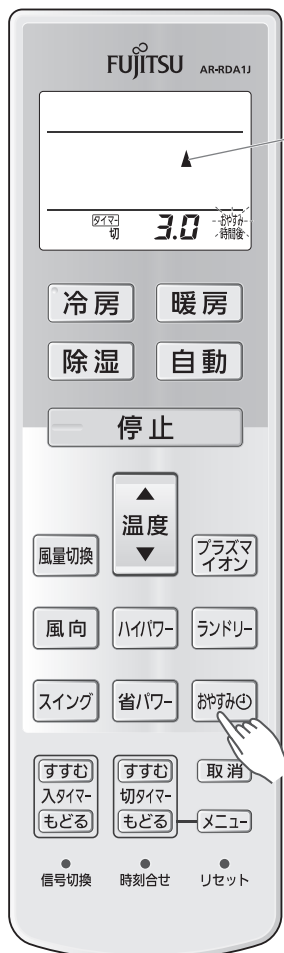 FUJITSU AR-RDA1J
タイマー 切 3.0 おやすみ 時間後
冷房 暖房
除湿 自動
停止
▲
温度
▼
風量切換 プラズマ イオン
風向 ハイパワー ランドリー
スイング 省パワー おやすみ
すすむ すすむ 取消
入タイマー 切タイマー
もどる もどる メニュー
信号切換 時刻合せ リセット